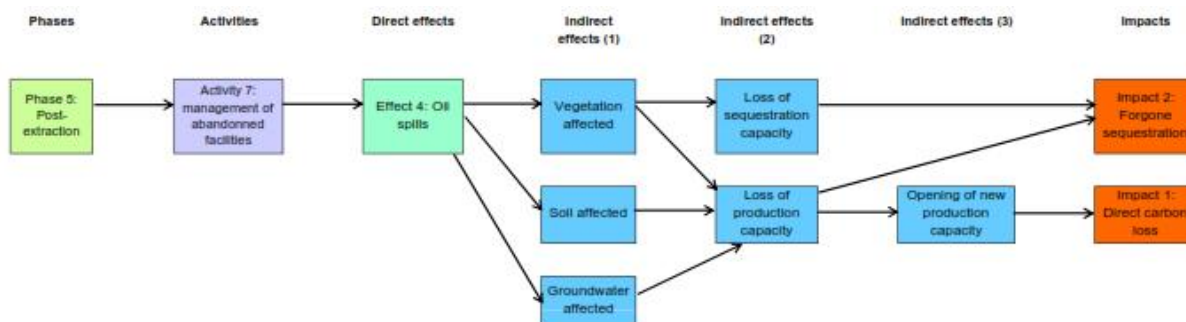 Phases
Activities
Direct effects
Indirect
effects (1)
Indirect effects
(2)
Indirect effects (3)
Impacts
Phase 5:
Post-
extraction
Activity 7:
management of
abandonned
facilities
Effect 4: Oil
spills
Vegetation
affected
Loss of
sequestration
capacity
Impact 2:
Forgone
sequestration
Soil affected
Loss of
production
capacity
Opening of new
production
capacity
Impact 1:
Direct carbon
loss
Groundwater
affected